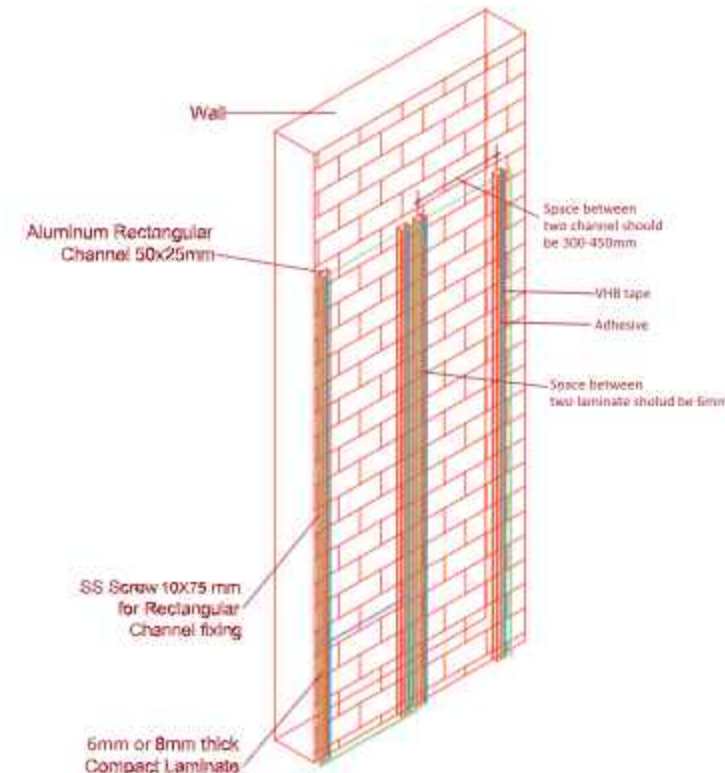 Wall
Aluminum Rectangular
Channel 50x25mm
Space between
two channel should
be 300-450mm
VHB tape
Adhesive
Space between
two laminate sholud be 6mm
SS Screw 10X75 mm
for Rectangular
Channel fixing
6mm or 8mm thick
Compact Laminate